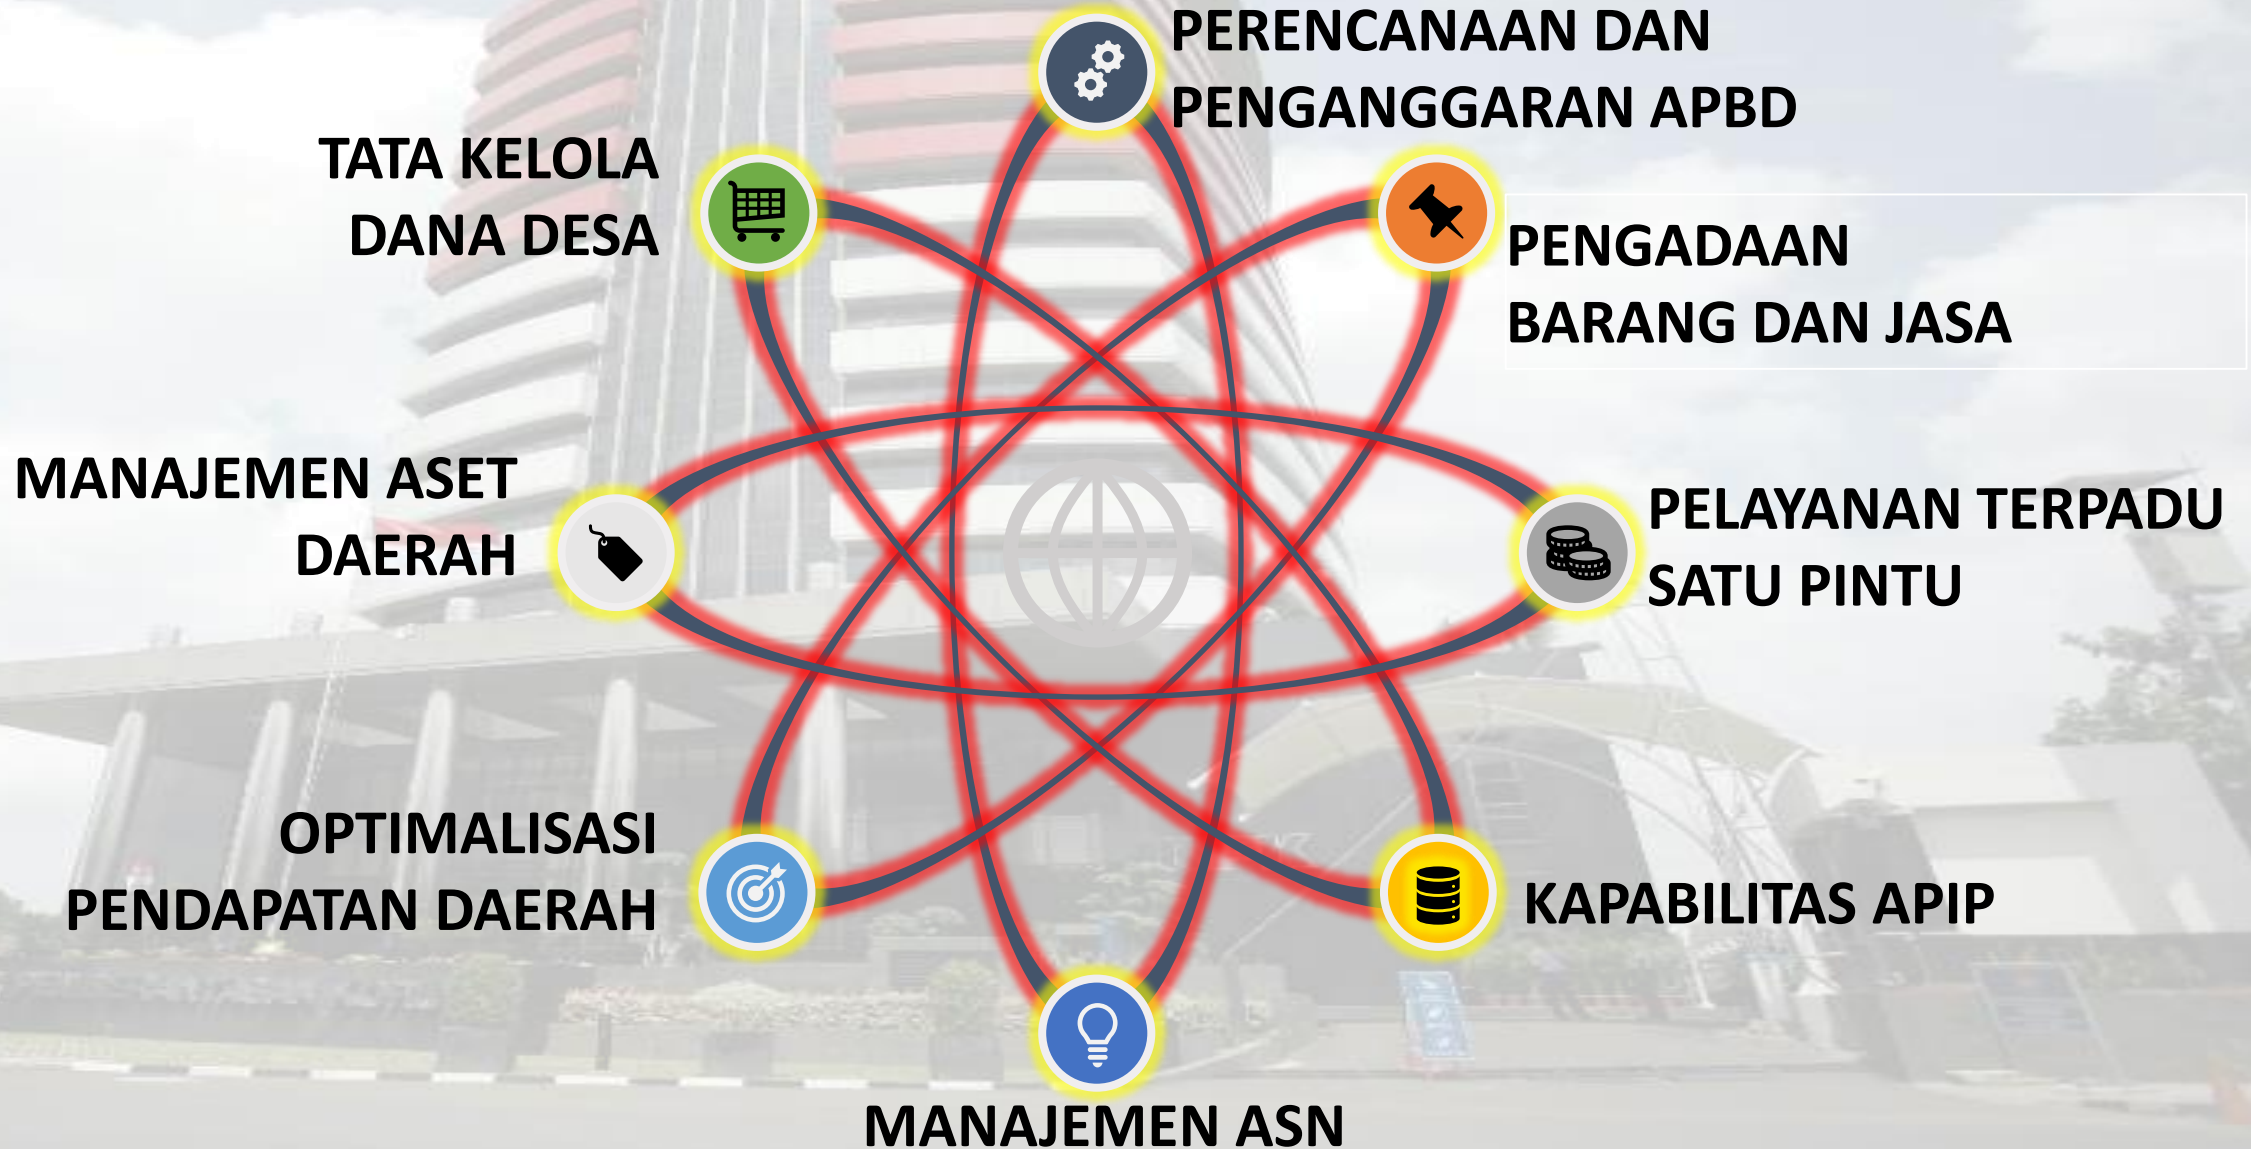 PERENCANAAN DAN
PENGANGGARAN APBD
PENGADAAN
BARANG DAN JASA
PELAYANAN TERPADU
SATU PINTU
KAPABILITAS APIP
MANAJEMEN ASN
OPTIMALISASI
PENDAPATAN DAERAH
MANAJEMEN ASET
DAERAH
TATA KELOLA
DANA DESA